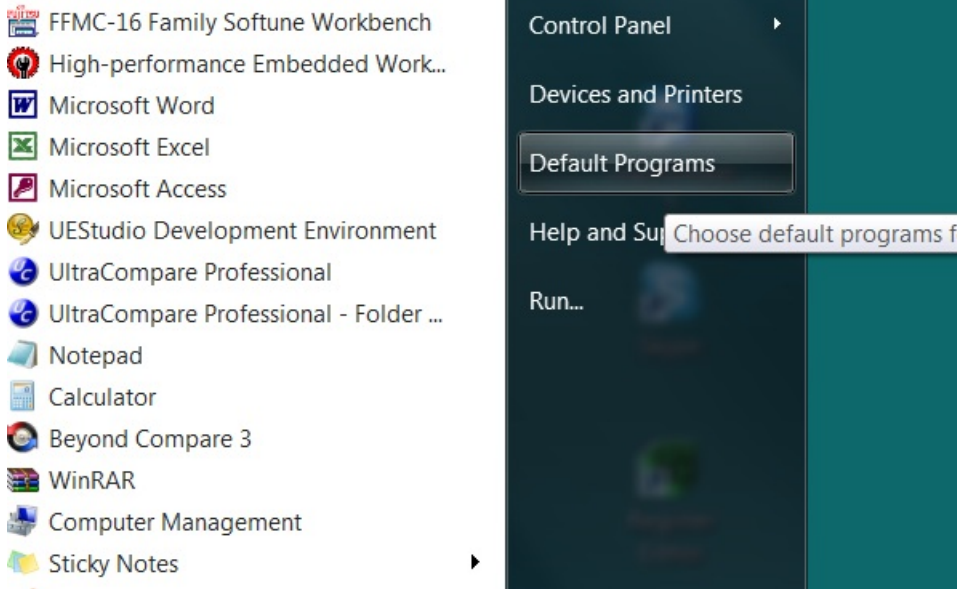 FFMC-16 Family Softune Workbench
High-performance Embedded Work...
Microsoft Word
Microsoft Excel
Microsoft Access
UEStudio Development Environment
UltraCompare Professional
UltraCompare Professional - Folder ...
Notepad
Calculator
Beyond Compare 3
WinRAR
Computer Management
Sticky Notes
Control Panel
Devices and Printers
Default Programs
Help and Sup
Choose default programs f
Run...